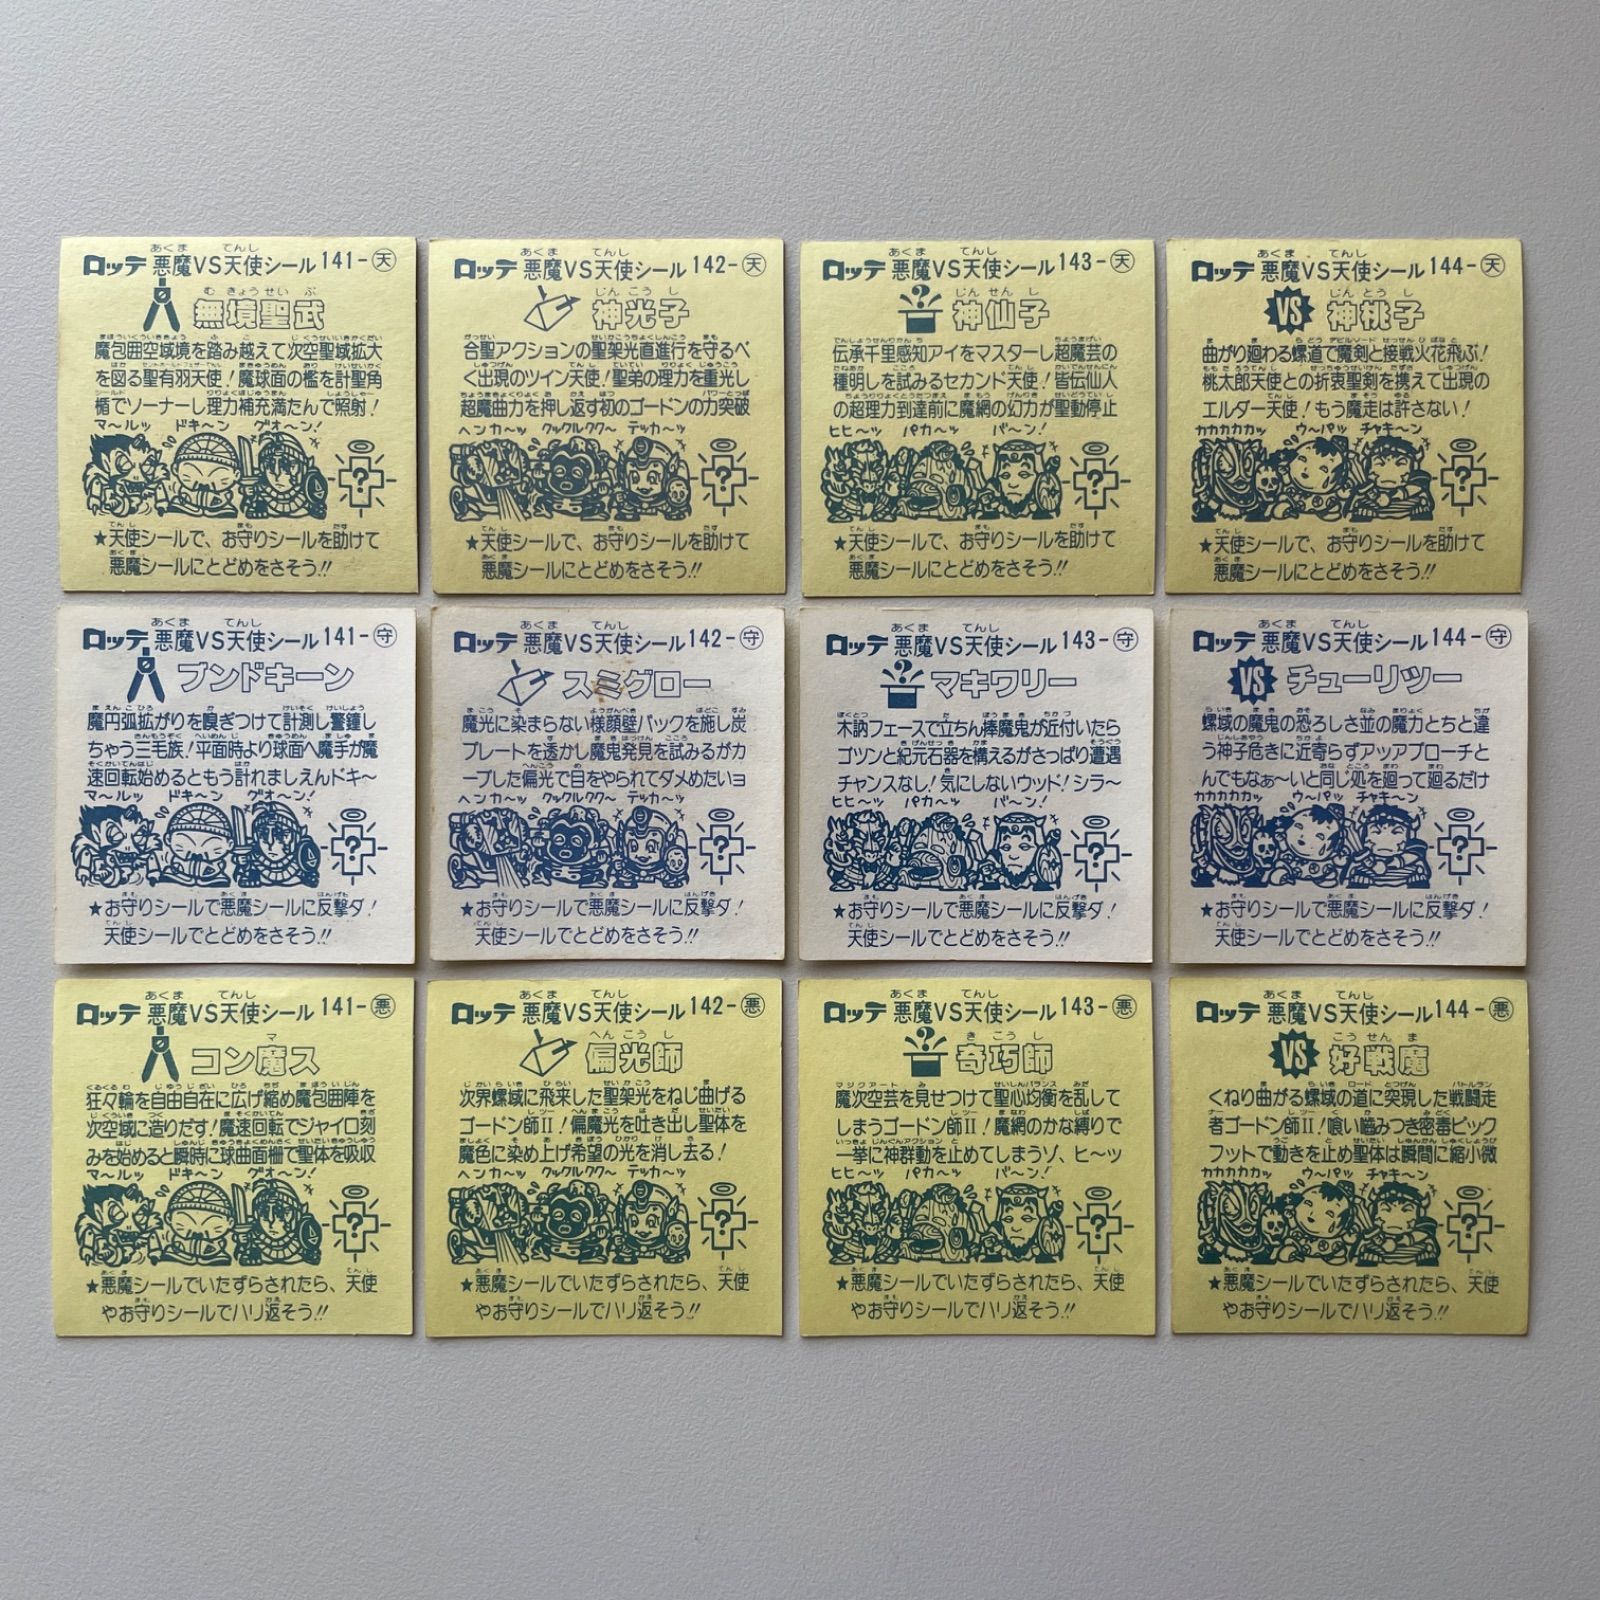 ロッテ 悪魔VS天使シール 141-天
無境聖武
魔包囲空域境を踏み越えて次空聖域拡大
を図る聖有羽天使！魔球面の檻を計聖角
楯でソーナーし理力補充満たんで照射！
マ〜ルッ ドキ〜ン グオ〜ン！
?
★天使シールで、お守りシールを助けて
悪魔シールにとどめをさそう!!
ロッテ 悪魔VS天使シール 142-天
神光子
合聖アクションの聖架光直進行を守るべ
く出現のツイン天使！聖弟の理力を重光し
超魔曲力を押し返す初のゴードンの力突破
ヘンカ〜ッ クックルククー テッカ〜ッ
?
★天使シールで、お守りシールを助けて
悪魔シールにとどめをさそう!!
ロッテ 悪魔VS天使シール 143-天
?
神仙子
伝承千里感知アイをマスターし超魔芸の
種明しを試みるセカンド天使！皆伝仙人
の超理力到達前に魔網の幻力が聖動停止
ヒヒ〜ッ パカ〜ッ バ〜ン！
?
★天使シールで、お守りシールを助けて
悪魔シールにとどめをさそう!!
ロッテ 悪魔VS天使シール 144-天
VS 神桃子
曲がり廻わる螺道で魔剣と接戦火花飛ぶ！
桃太郎天使との折衷聖剣を携えて出現の
エルダー天使！もう魔走は許さない！
カカカカカッ ウ〜パッ チャキ〜ン
?
★天使シールで、お守りシールを助けて
悪魔シールにとどめをさそう!!
ロッテ 悪魔VS天使シール 141-守
ブンドキーン
魔円弧拡がりを嗅ぎつけて計測し警鐘し
ちゃう三毛族！平面時より球面へ魔手が魔
速回転始めるともう計れましえんドキ〜
マ〜ルッ ドキ〜ン グオ〜ン！
?
★お守りシールで悪魔シールに反撃ダ！
天使シールでとどめをさそう!!
ロッテ 悪魔VS天使シール 142-守
スミグロー
魔光に染まらない様顔壁パックを施し炭
プレートを透かし魔鬼発見を試みるがカ
ーブした偏光で目をやられてダメめたいョ
ヘンカ〜ッ クックルククー テッカ〜ッ
?
★お守りシールで悪魔シールに反撃ダ！
天使シールでとどめをさそう!!
ロッテ 悪魔VS天使シール 143-守
?
マキワリー
木訥フェースで立ちん棒魔鬼が近付いたら
ゴツンと紀元石器を構えるがさっぱり遭遇
チャンスなし！気にしないウッド！シラ〜
ヒヒ〜ッ パカ〜ッ バ〜ン！
?
★お守りシールで悪魔シールに反撃ダ！
天使シールでとどめをさそう!!
ロッテ 悪魔VS天使シール 144-守
VS チューリツー
螺域の魔鬼の恐ろしさ並の魔力とちと違
う神子危きに近寄らずアッアプローチと
んでもなぁ〜いと同じ処を廻って廻るだけ
カカカカカッ ウ〜パッ チャキ〜ン
?
★お守りシールで悪魔シールに反撃ダ！
天使シールでとどめをさそう!!
ロッテ 悪魔VS天使シール 141-悪
コン魔ス
狂々輪を自由自在に広げ縮め魔包囲陣を
次空域に造りだす！魔速回転でジャイロ刻
みを始めると瞬時に球曲面柵で聖体を吸収
マ〜ルッ ドキ〜ン グオ〜ン！
?
★悪魔シールでいたずらされたら、天使
やお守りシールでハリ返そう!!
ロッテ 悪魔VS天使シール 142-悪
偏光師
次界螺域に飛来した聖架光をねじ曲げる
ゴードン師II！偏魔光を吐き出し聖体を
魔色に染め上げ希望の光を消し去る！
ヘンカ〜ッ クックルククー テッカ〜ッ
?
★悪魔シールでいたずらされたら、天使
やお守りシールでハリ返そう!!
ロッテ 悪魔VS天使シール 143-悪
?
奇巧師
魔次空芸を見せつけて聖心均衡を乱して
しまうゴードン師II！魔網のかな縛りで
一挙に神群動を止めてしまうゾ、ヒ〜ッ
ヒヒ〜ッ パカ〜ッ バ〜ン！
?
★悪魔シールでいたずらされたら、天使
やお守りシールでハリ返そう!!
ロッテ 悪魔VS天使シール 144-悪
VS 好戦魔
くねり曲がる螺域の道に突現した戦闘走
者ゴードン師II！喰い噛みつき密毒ビック
フットで動きを止め聖体は瞬間に縮小微
カカカカカッ ウ〜パッ チャキ〜ン
?
★悪魔シールでいたずらされたら、天使
やお守りシールでハリ返そう!!